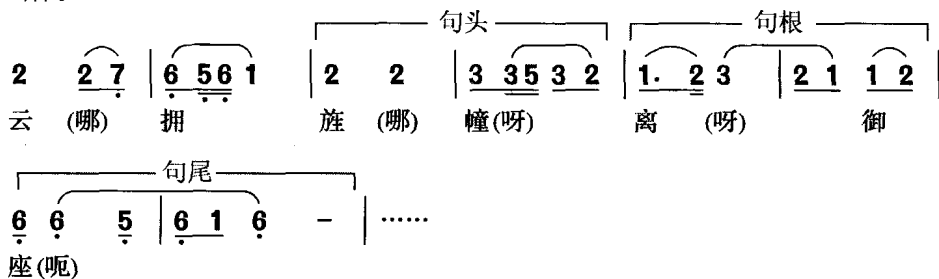 句头 句根
2 2 7 | 6 5 6 1 | 2 2 | 3 3 5 3 2 | 1· 2 3 | 2 1 1 2 |
云 (哪) 拥 旌 (哪) 幢(呀) 离 (呀) 御
句尾
6 6 5 | 6 1 6 - | ……
座(呃)